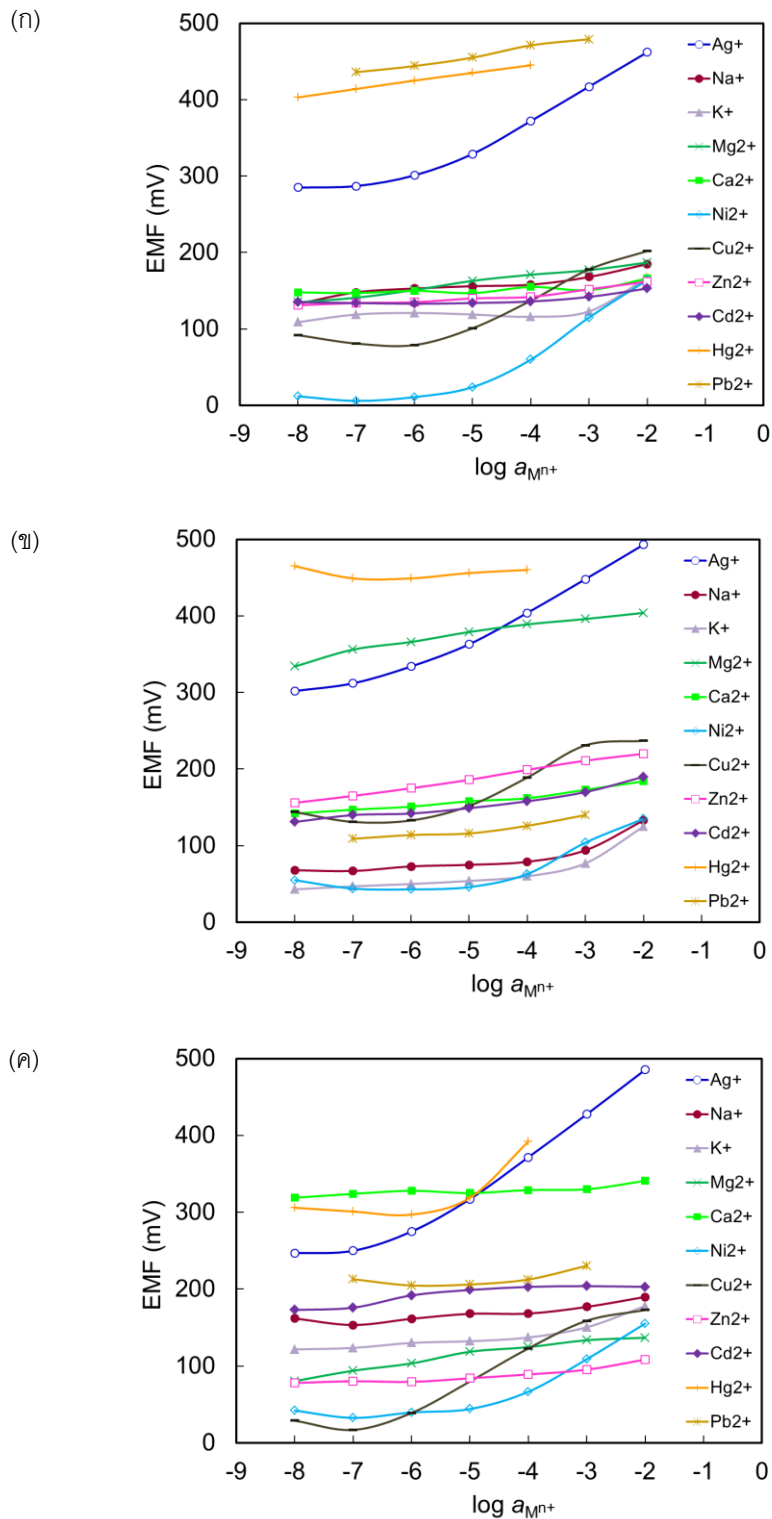 (ก)
500
400
300
200
100
0
EMF (mV)
-9 -8 -7 -6 -5 -4 -3 -2 -1 0
log aMn+
Ag+
Na+
K+
Mg2+
Ca2+
Ni2+
Cu2+
Zn2+
Cd2+
Hg2+
Pb2+
(ข)
500
400
300
200
100
0
EMF (mV)
-9 -8 -7 -6 -5 -4 -3 -2 -1 0
log aMn+
Ag+
Na+
K+
Mg2+
Ca2+
Ni2+
Cu2+
Zn2+
Cd2+
Hg2+
Pb2+
(ค)
500
400
300
200
100
0
EMF (mV)
-9 -8 -7 -6 -5 -4 -3 -2 -1 0
log aMn+
Ag+
Na+
K+
Mg2+
Ca2+
Ni2+
Cu2+
Zn2+
Cd2+
Hg2+
Pb2+